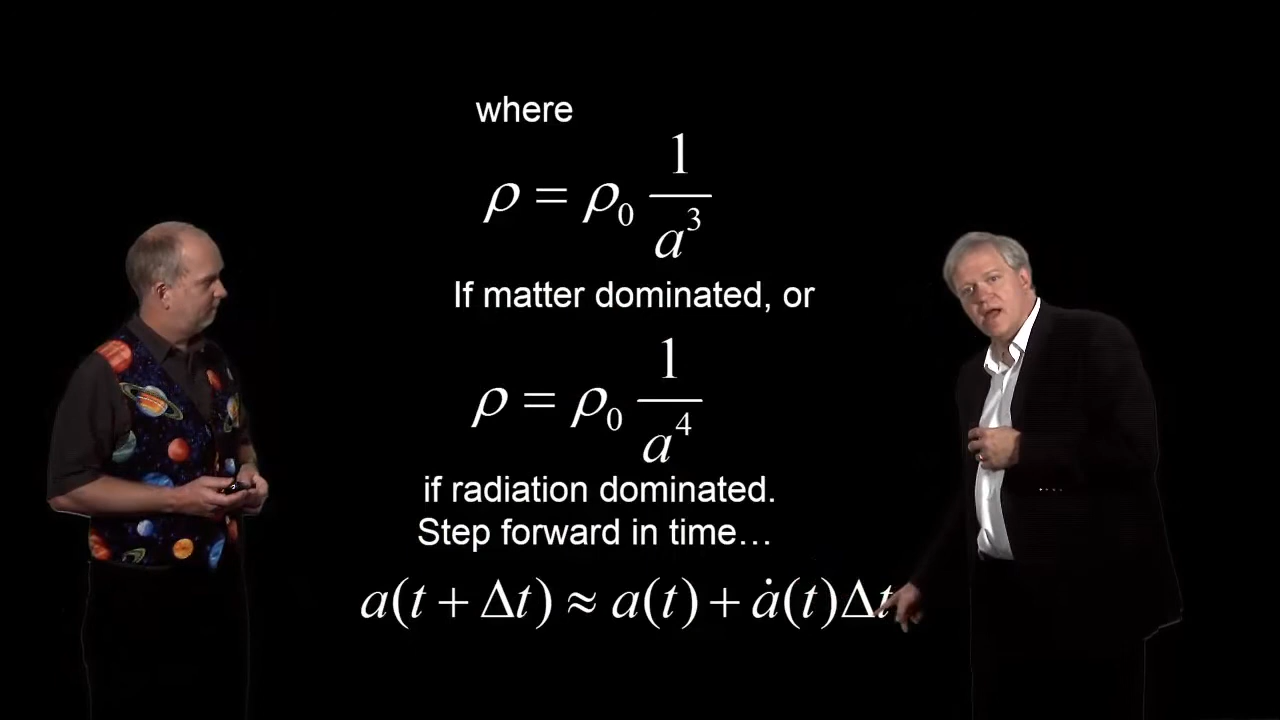 where
ρ = ρ₀ 1/a³
If matter dominated, or
ρ = ρ₀ 1/a⁴
if radiation dominated.
Step forward in time…
a(t + Δt) ≈ a(t) + ȧ(t)Δt